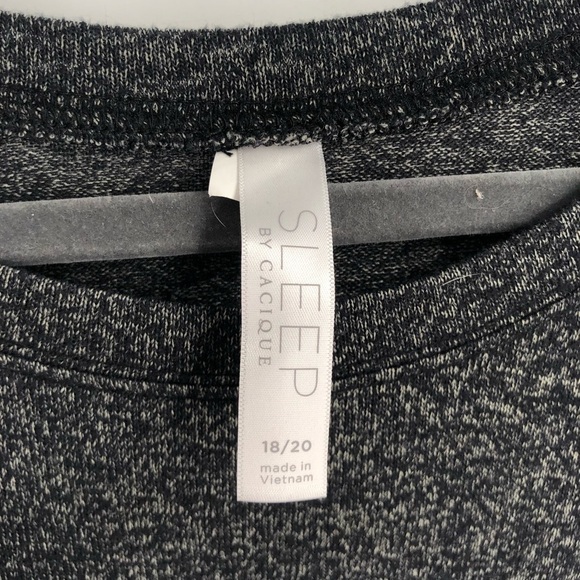 SLEEP
BY CACIQUE
18/20
made in
Vietnam